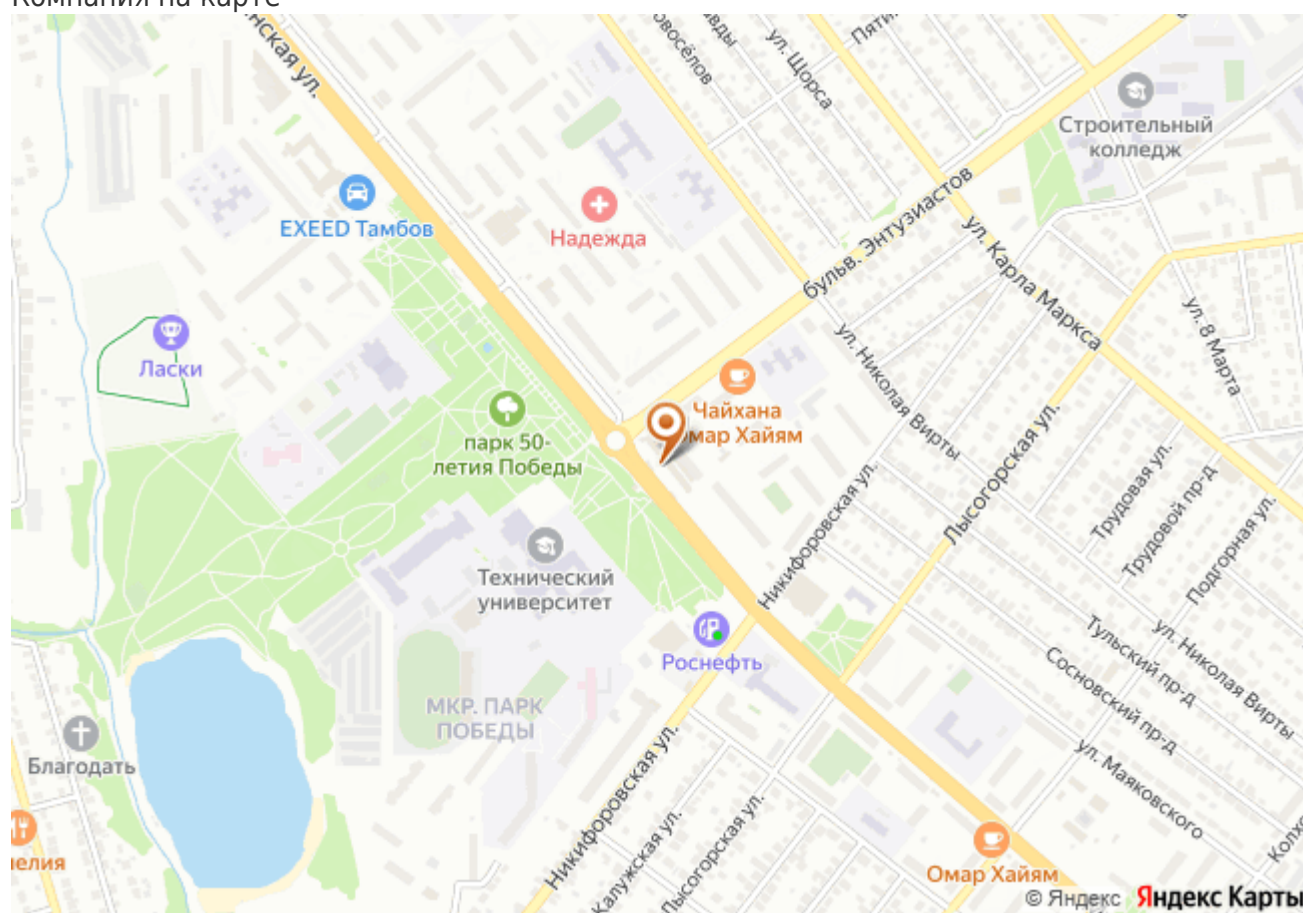 Компания на карте
нская ул.
ул. Щорса
Строительный
колледж
EXEED Тамбов
Надежда
бульв. Энтузиастов
ул. Карла Маркса
ул. 8 Марта
Ласки
ул. Николая Вирты
Чайхана
Омар Хайям
парк 50-
летия Победы
Лысогорская ул.
Никифоровская ул.
Трудовая ул.
Трудовой пр-д
Подгорная ул.
Технический
университет
Роснефть
Тульский пр-д
ул. Николая Вирты
Сосновский пр-д
МКР. ПАРК
ПОБЕДЫ
ул. Маяковского
Благодать
Никифоровская ул.
Калужская ул.
Лысогорская ул.
Омар Хайям
© Яндекс Яндекс Карты